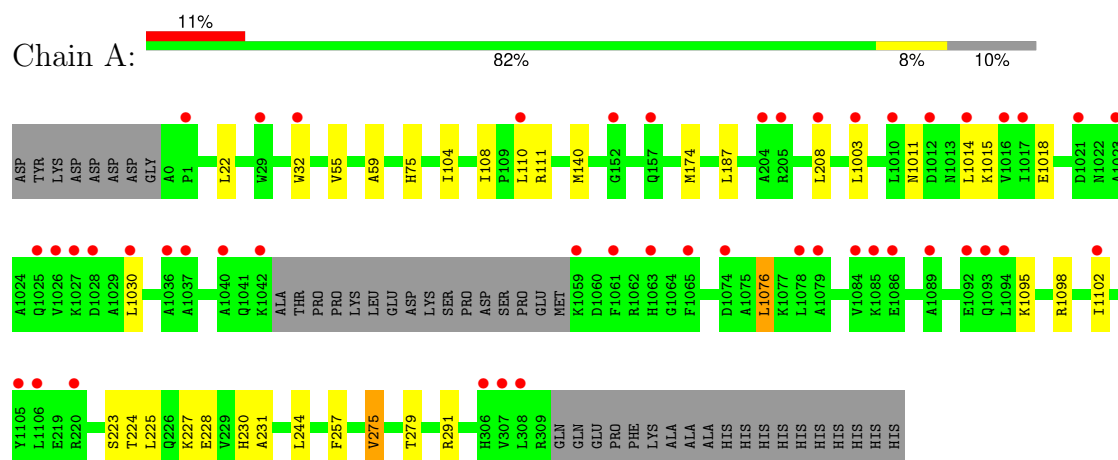 11%
Chain A:
82% 8% 10%
ASP TYR LYS ASP ASP ASP ASP GLY A0 P1 L22 W29 W32 V55 A59 H75 I104 I108 P109 L110 R111 M140 G152 Q157 M174 L187 A204 R205 L208 L1003 L1010 N1011 D1012 N1013 L1014 K1015 V1016 I1017 E1018 D1021 N1022 A1023
A1024 Q1025 V1026 K1027 D1028 A1029 L1030 A1036 A1037 A1040 Q1041 K1042 ALA THR PRO PRO LYS LEU GLU ASP LYS SER PRO ASP SER PRO GLU MET K1059 D1060 F1061 R1062 H1063 G1064 F1065 D1074 A1075 L1076 K1077 L1078 A1079 V1084 K1085 E1086 A1089 E1092 Q1093 L1094 K1095 R1098 I1102
Y1105 L1106 E219 R220 S223 T224 L225 Q226 K227 E228 V229 H230 A231 L244 F257 V275 T279 R291 H306 V307 L308 R309 GLN GLN GLU PRO PHE LYS ALA ALA ALA HIS HIS HIS HIS HIS HIS HIS HIS HIS HIS